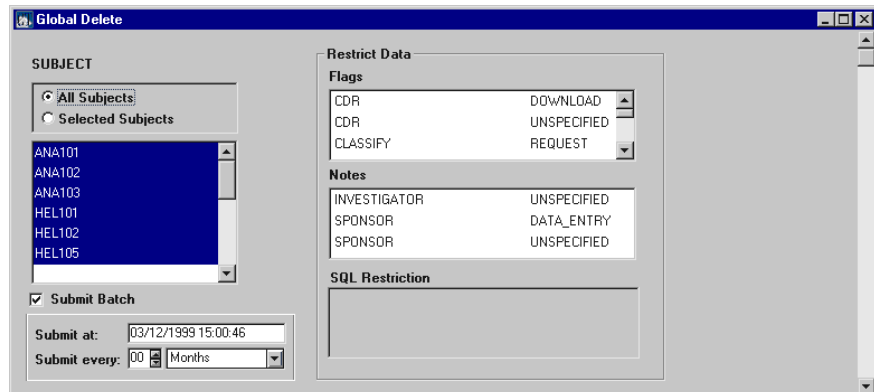 Global Delete
SUBJECT
All Subjects
Selected Subjects
ANA101
ANA102
ANA103
HEL101
HEL102
HEL105
Submit Batch
Submit at: 03/12/1999 15:00:46
Submit every: 00 Months
Restrict Data
Flags
CDR DOWNLOAD
CDR UNSPECIFIED
CLASSIFY REQUEST
Notes
INVESTIGATOR UNSPECIFIED
SPONSOR DATA_ENTRY
SPONSOR UNSPECIFIED
SQL Restriction